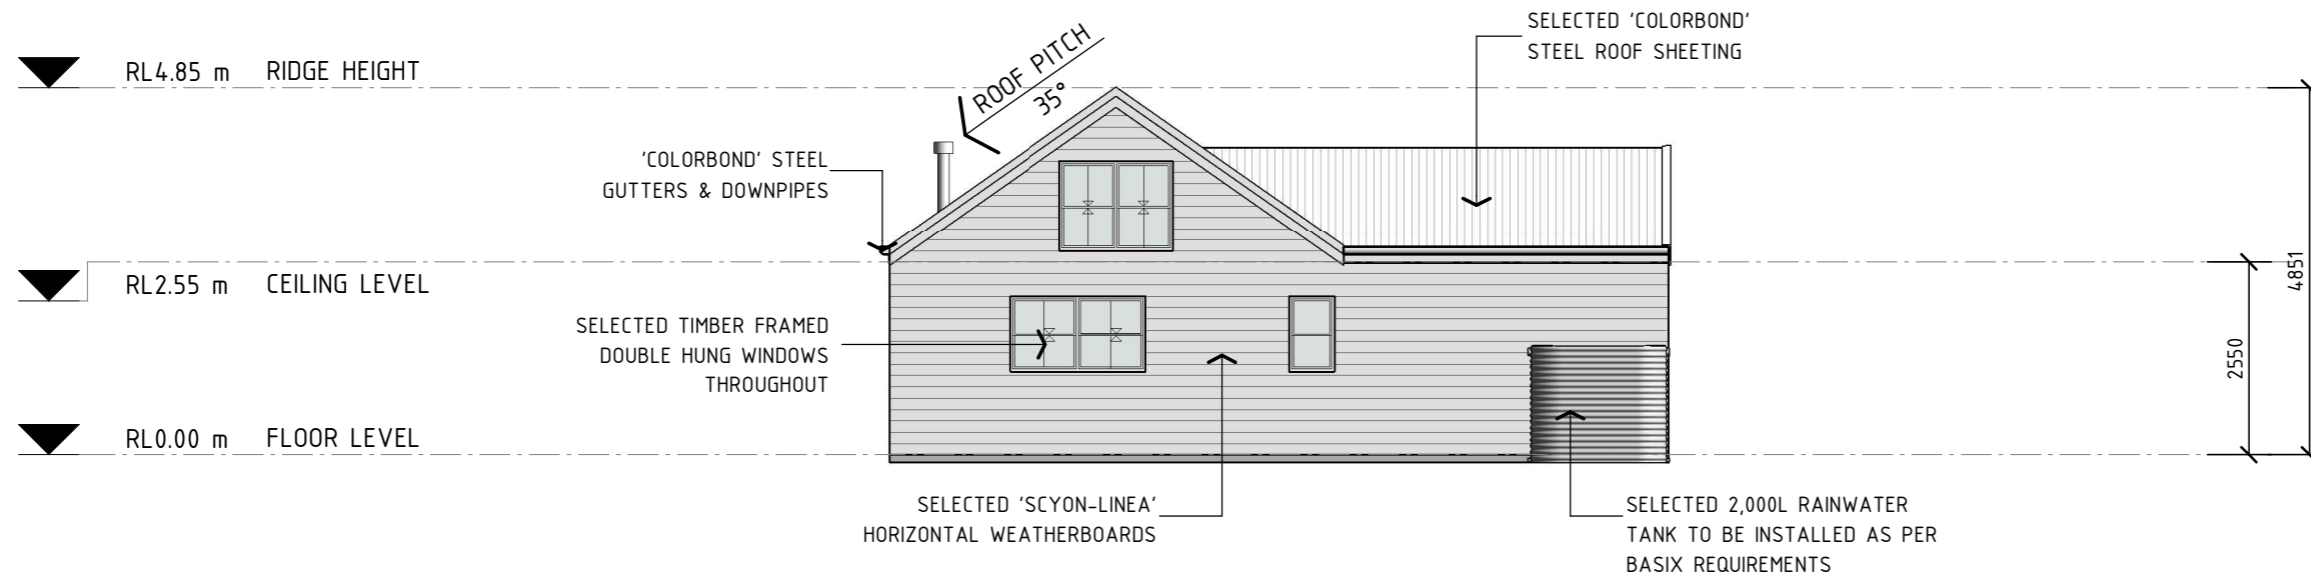 SELECTED 'COLORBOND'
STEEL ROOF SHEETING
RL4.85 m RIDGE HEIGHT
ROOF PITCH
35°
'COLORBOND' STEEL
GUTTERS & DOWNPIPES
RL2.55 m CEILING LEVEL
4851
SELECTED TIMBER FRAMED
DOUBLE HUNG WINDOWS
THROUGHOUT
2550
RL0.00 m FLOOR LEVEL
SELECTED 'SCYON-LINEA'
HORIZONTAL WEATHERBOARDS
SELECTED 2,000L RAINWATER
TANK TO BE INSTALLED AS PER
BASIX REQUIREMENTS